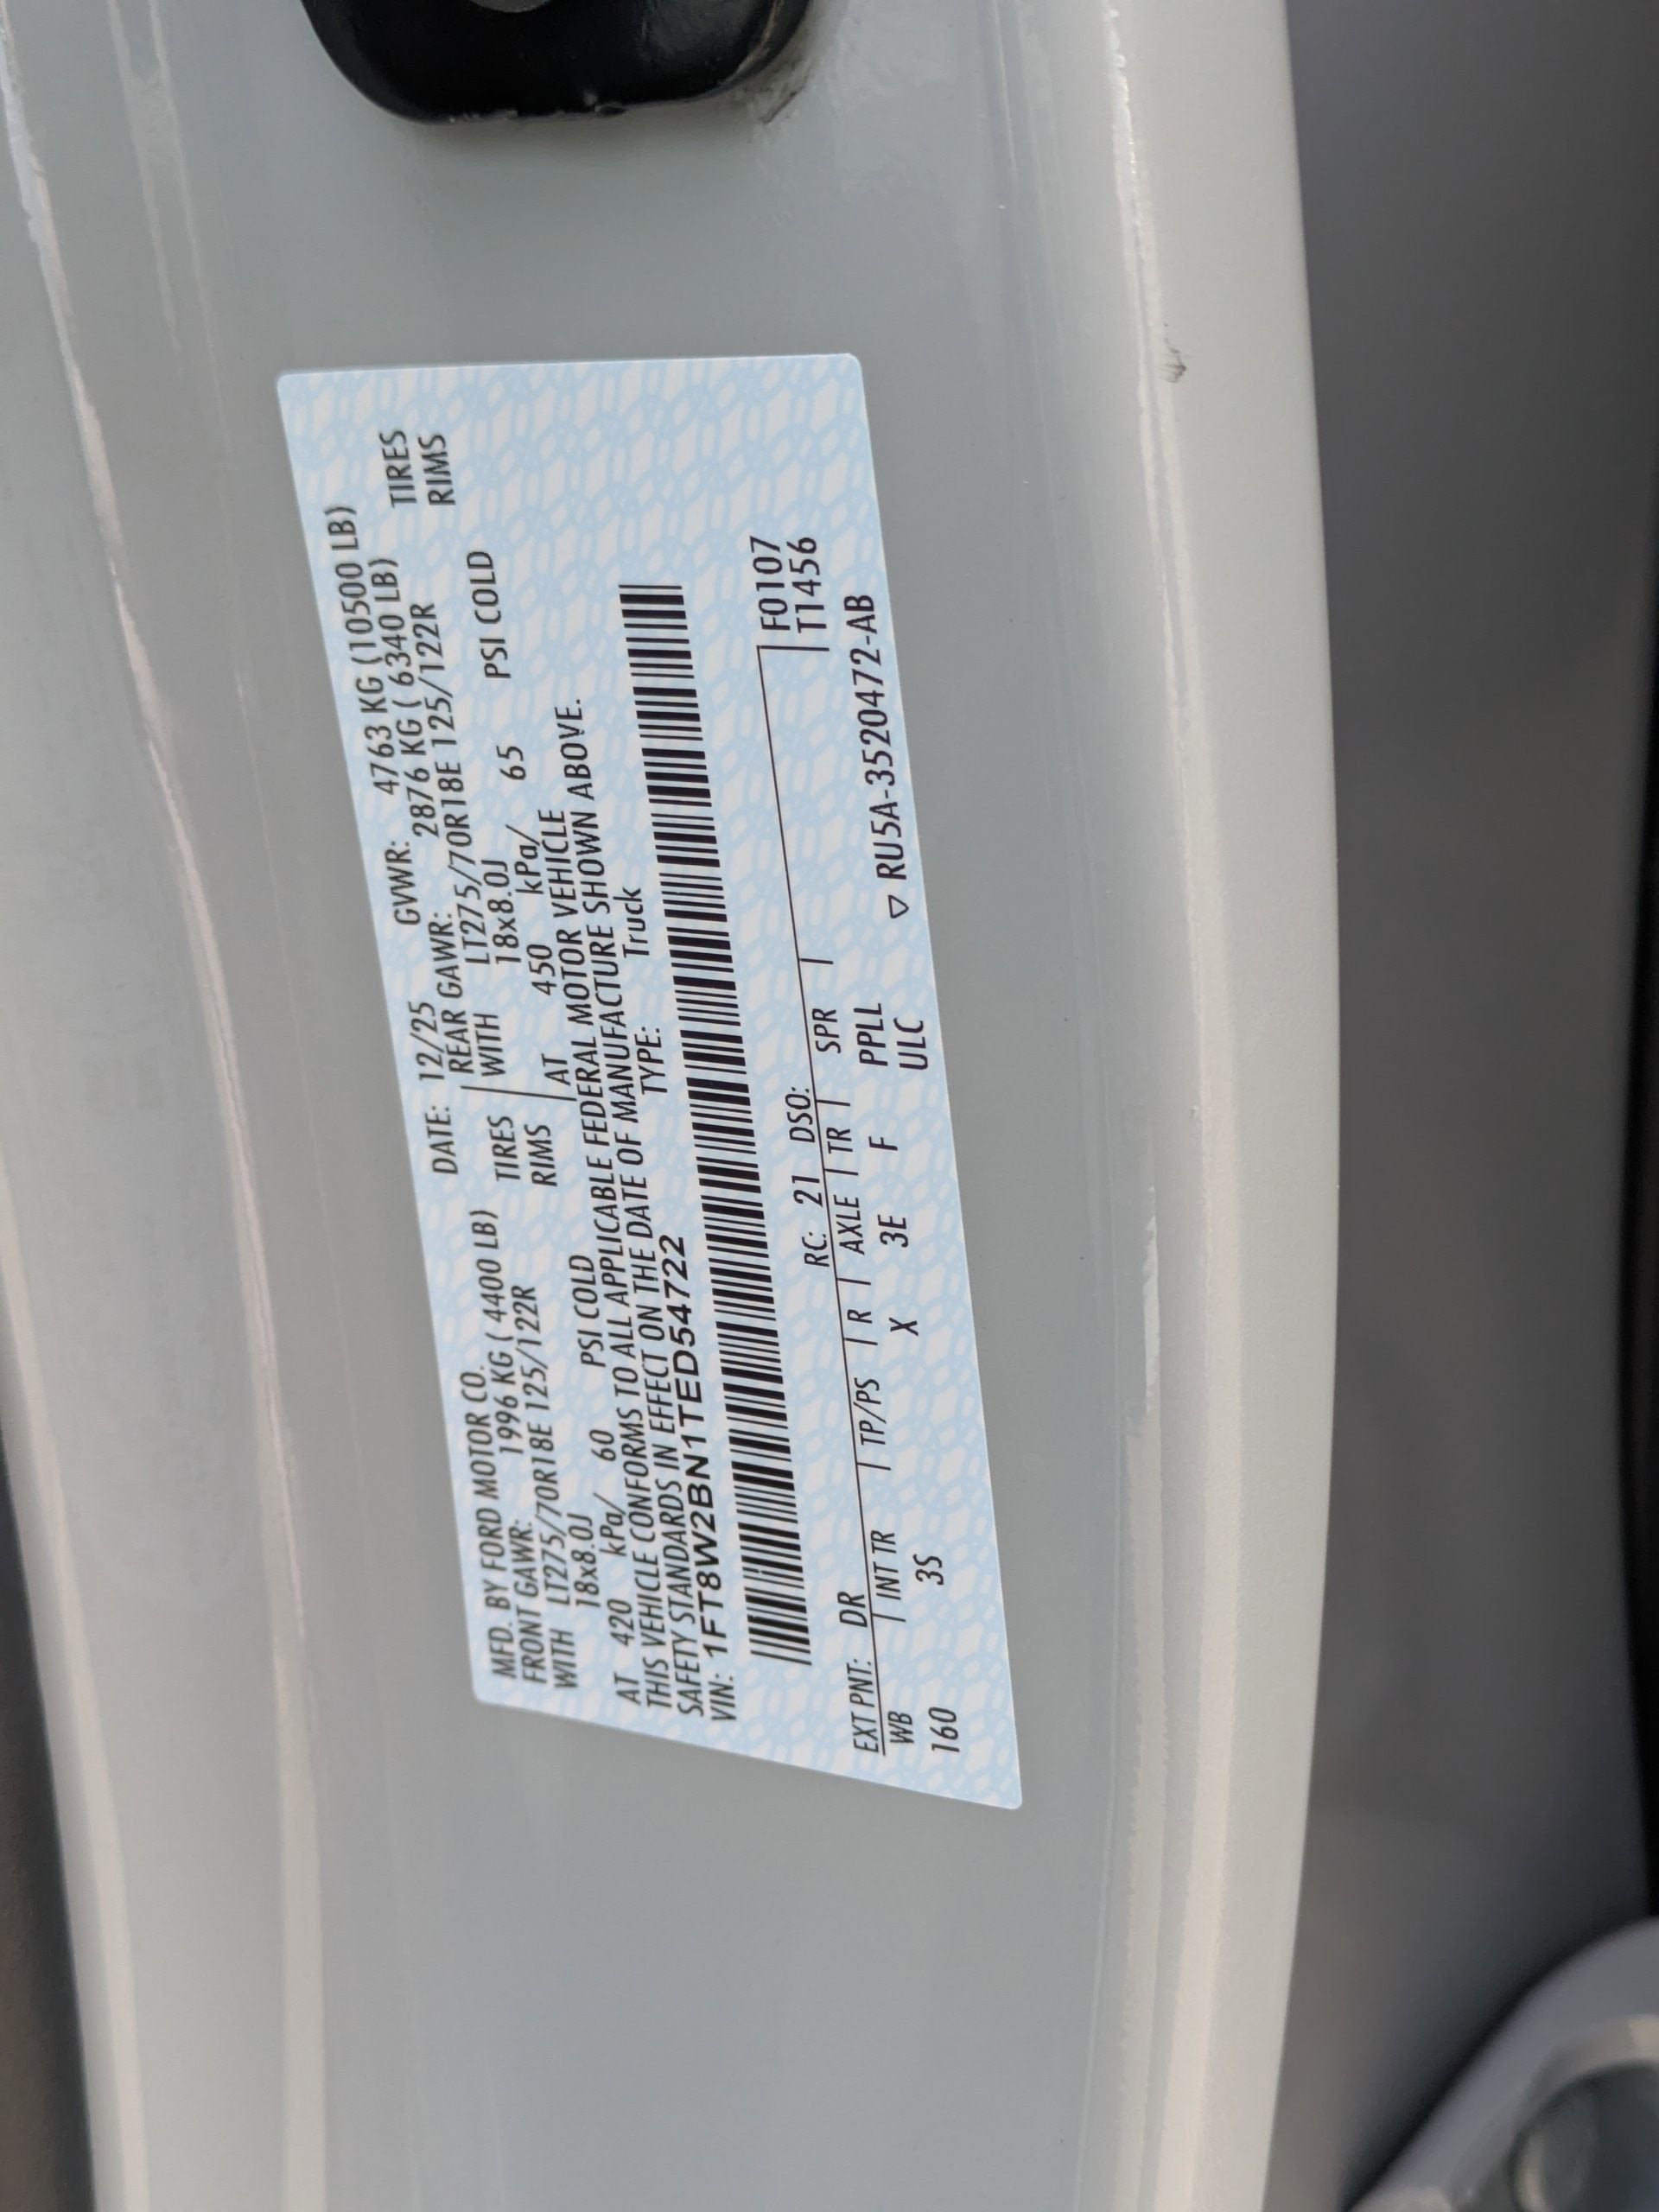 MFD. BY FORD MOTOR CO. DATE: 12/25 GVWR: 4763 KG (10500 LB)
FRONT GAWR: 1996 KG ( 4400 LB) REAR GAWR: 2876 KG ( 6340 LB)
WITH LT275/70R18E 125/122R TIRES WITH LT275/70R18E 125/122R TIRES
18x8.0J RIMS 18x8.0J RIMS
AT 420 kPa/ 60 PSI COLD AT 450 kPa/ 65 PSI COLD
THIS VEHICLE CONFORMS TO ALL APPLICABLE FEDERAL MOTOR VEHICLE
SAFETY STANDARDS IN EFFECT ON THE DATE OF MANUFACTURE SHOWN ABOVE.
VIN: 1FT8W2BN1TED54722 TYPE: Truck
F0107
T1456
EXT PNT: DR RC: 21 DSO:
WB INT TR TP/PS R AXLE TR SPR
160 3S X 3E F PPLL
ULC
▽ RU5A-3520472-AB